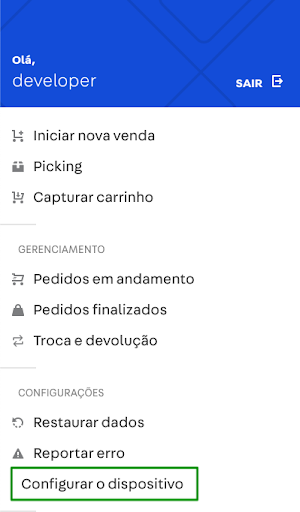 Olá,
developer
SAIR
Iniciar nova venda
Picking
Capturar carrinho
GERENCIAMENTO
Pedidos em andamento
Pedidos finalizados
Troca e devolução
CONFIGURAÇÕES
Restaurar dados
Reportar erro
Configurar o dispositivo